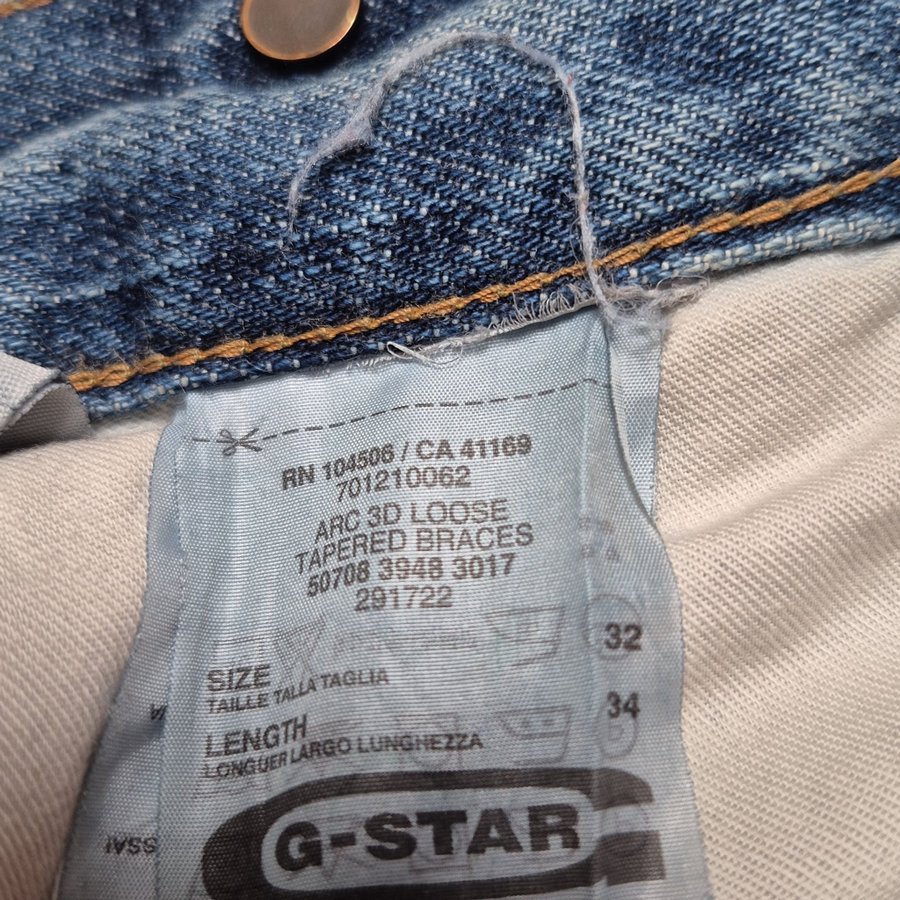 RN 104506 / CA 41169
701210062
ARC 3D LOOSE
TAPERED BRACES
50708 3948 3017
291722
32
SIZE
TAILLE TALLA TAGLIA
34
LENGTH
LONGUER LARGO LUNGHEZZA
G-STAR